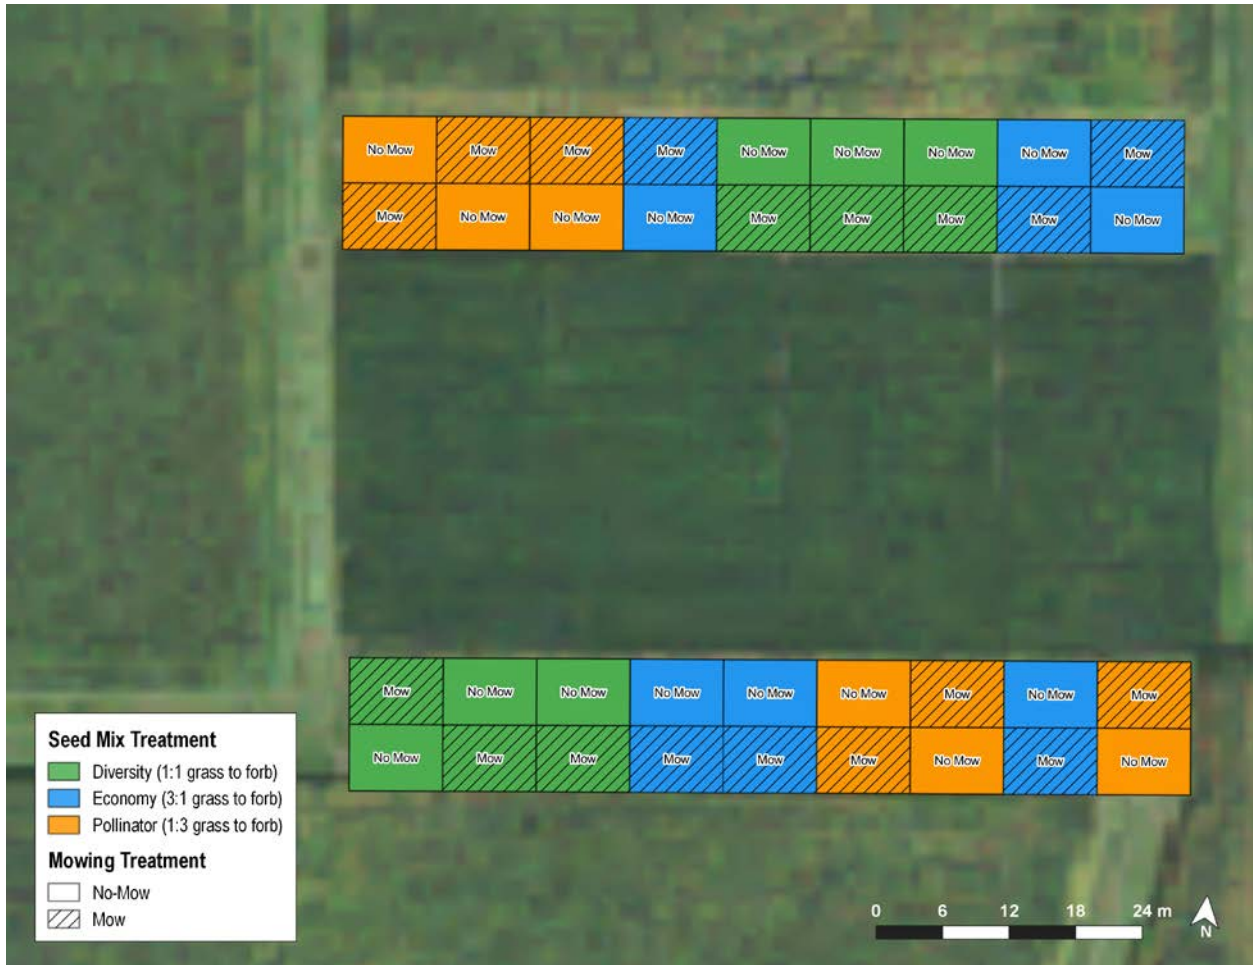 No Mow Mow Mow Mow No Mow No Mow No Mow No Mow Mow
Mow No Mow No Mow No Mow Mow Mow Mow Mow No Mow
Mow No Mow No Mow No Mow No Mow No Mow Mow No Mow Mow
No Mow Mow Mow Mow Mow Mow No Mow Mow No Mow
Seed Mix Treatment
Diversity (1:1 grass to forb)
Economy (3:1 grass to forb)
Pollinator (1:3 grass to forb)
Mowing Treatment
No-Mow
Mow
0 6 12 18 24 m
N